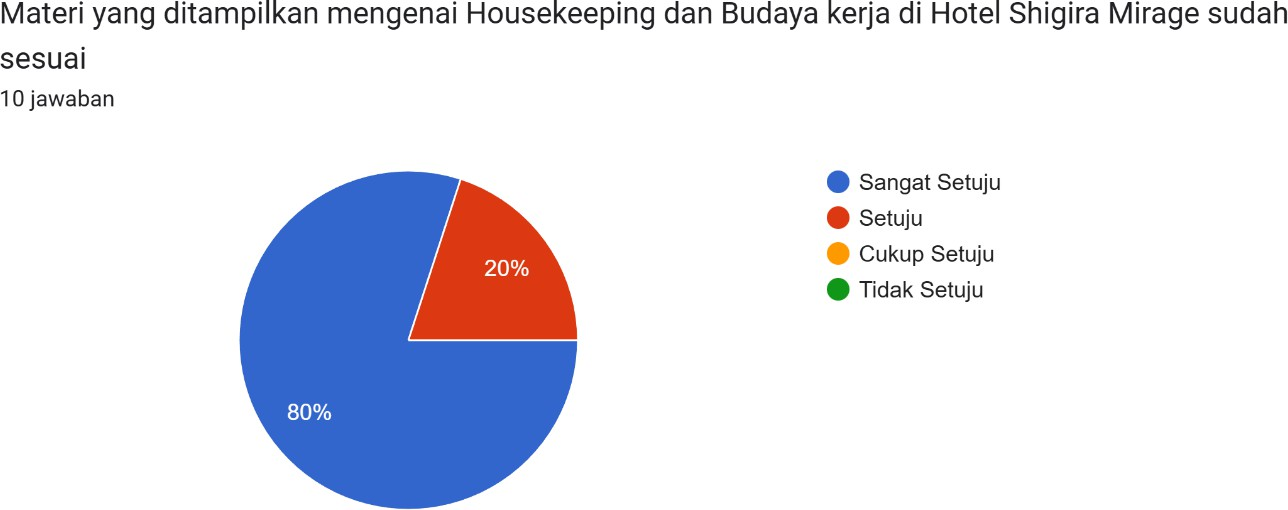 Materi yang ditampilkan mengenai Housekeeping dan Budaya kerja di Hotel Shigira Mirage sudah
sesuai
10 jawaban
Sangat Setuju
Setuju
Cukup Setuju
Tidak Setuju
20%
80%